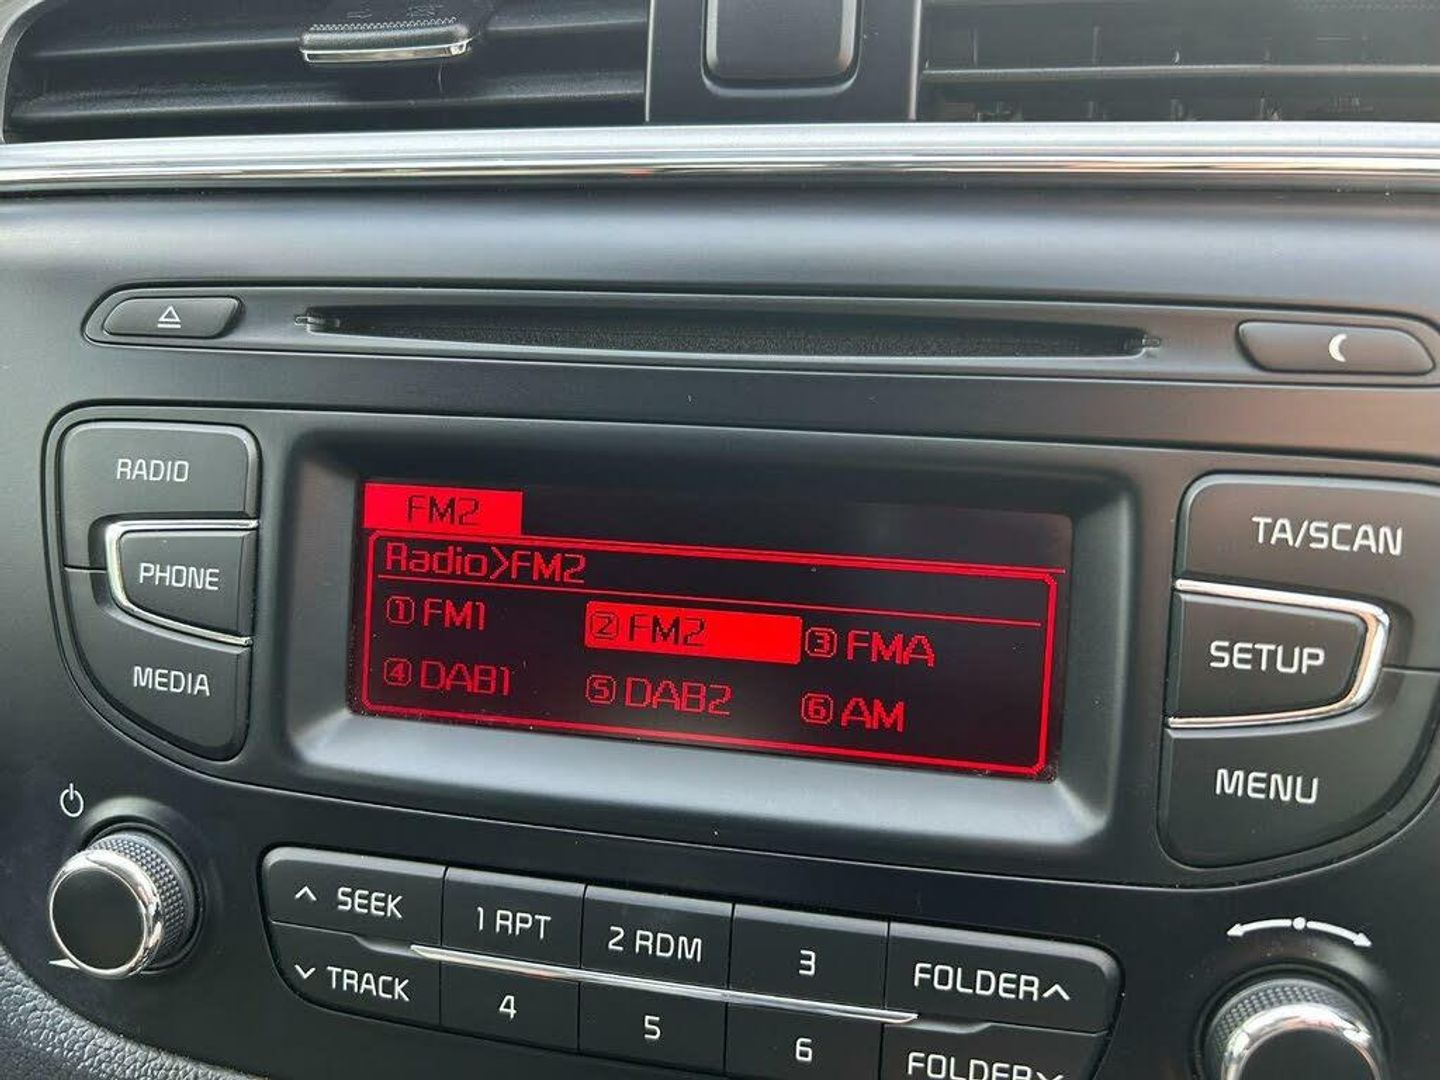 RADIO
PHONE
MEDIA
FM2
Radio>FM2
1 FM1 2 FM2 3 FMA
4 DAB1 5 DAB2 6 AM
TA/SCAN
SETUP
MENU
SEEK
TRACK
1 RPT
2 RDM
3
4
5
6
FOLDER
FOLDER